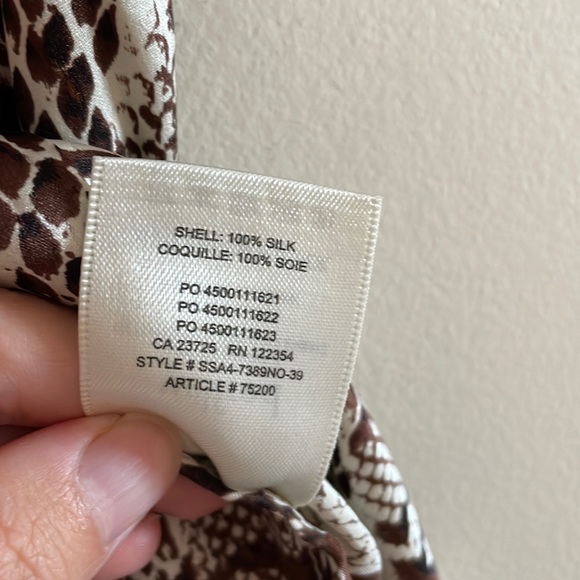 SHELL: 100% SILK
COQUILLE: 100% SOIE
PO 4500111621
PO 4500111622
PO 4500111623
CA 23725 RN 122354
STYLE # SSA4-7389NO-39
ARTICLE # 75200